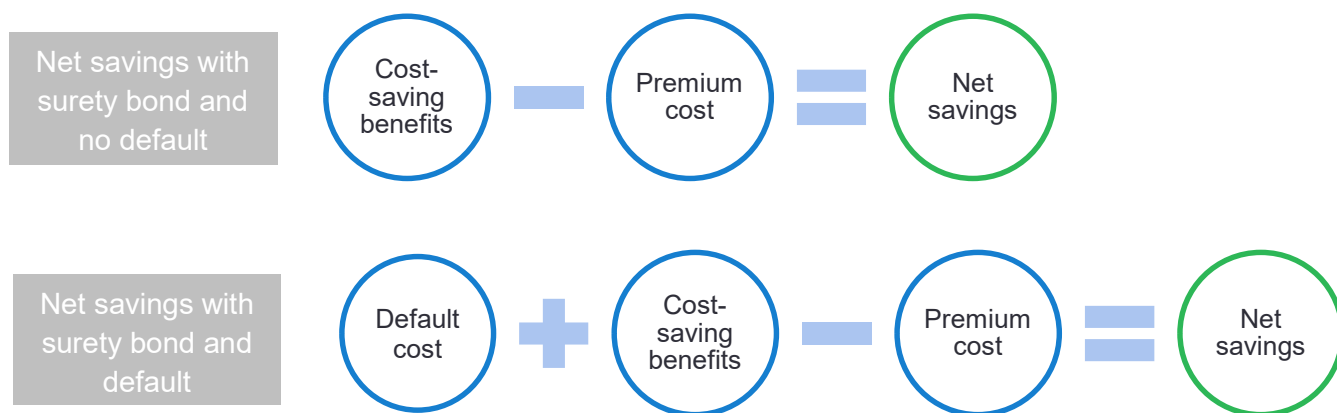 Net savings with
surety bond and
no default
Cost-
saving
benefits
Premium
cost
Net
savings
Net savings with
surety bond and
default
Default
cost
Cost-
saving
benefits
Premium
cost
Net
savings